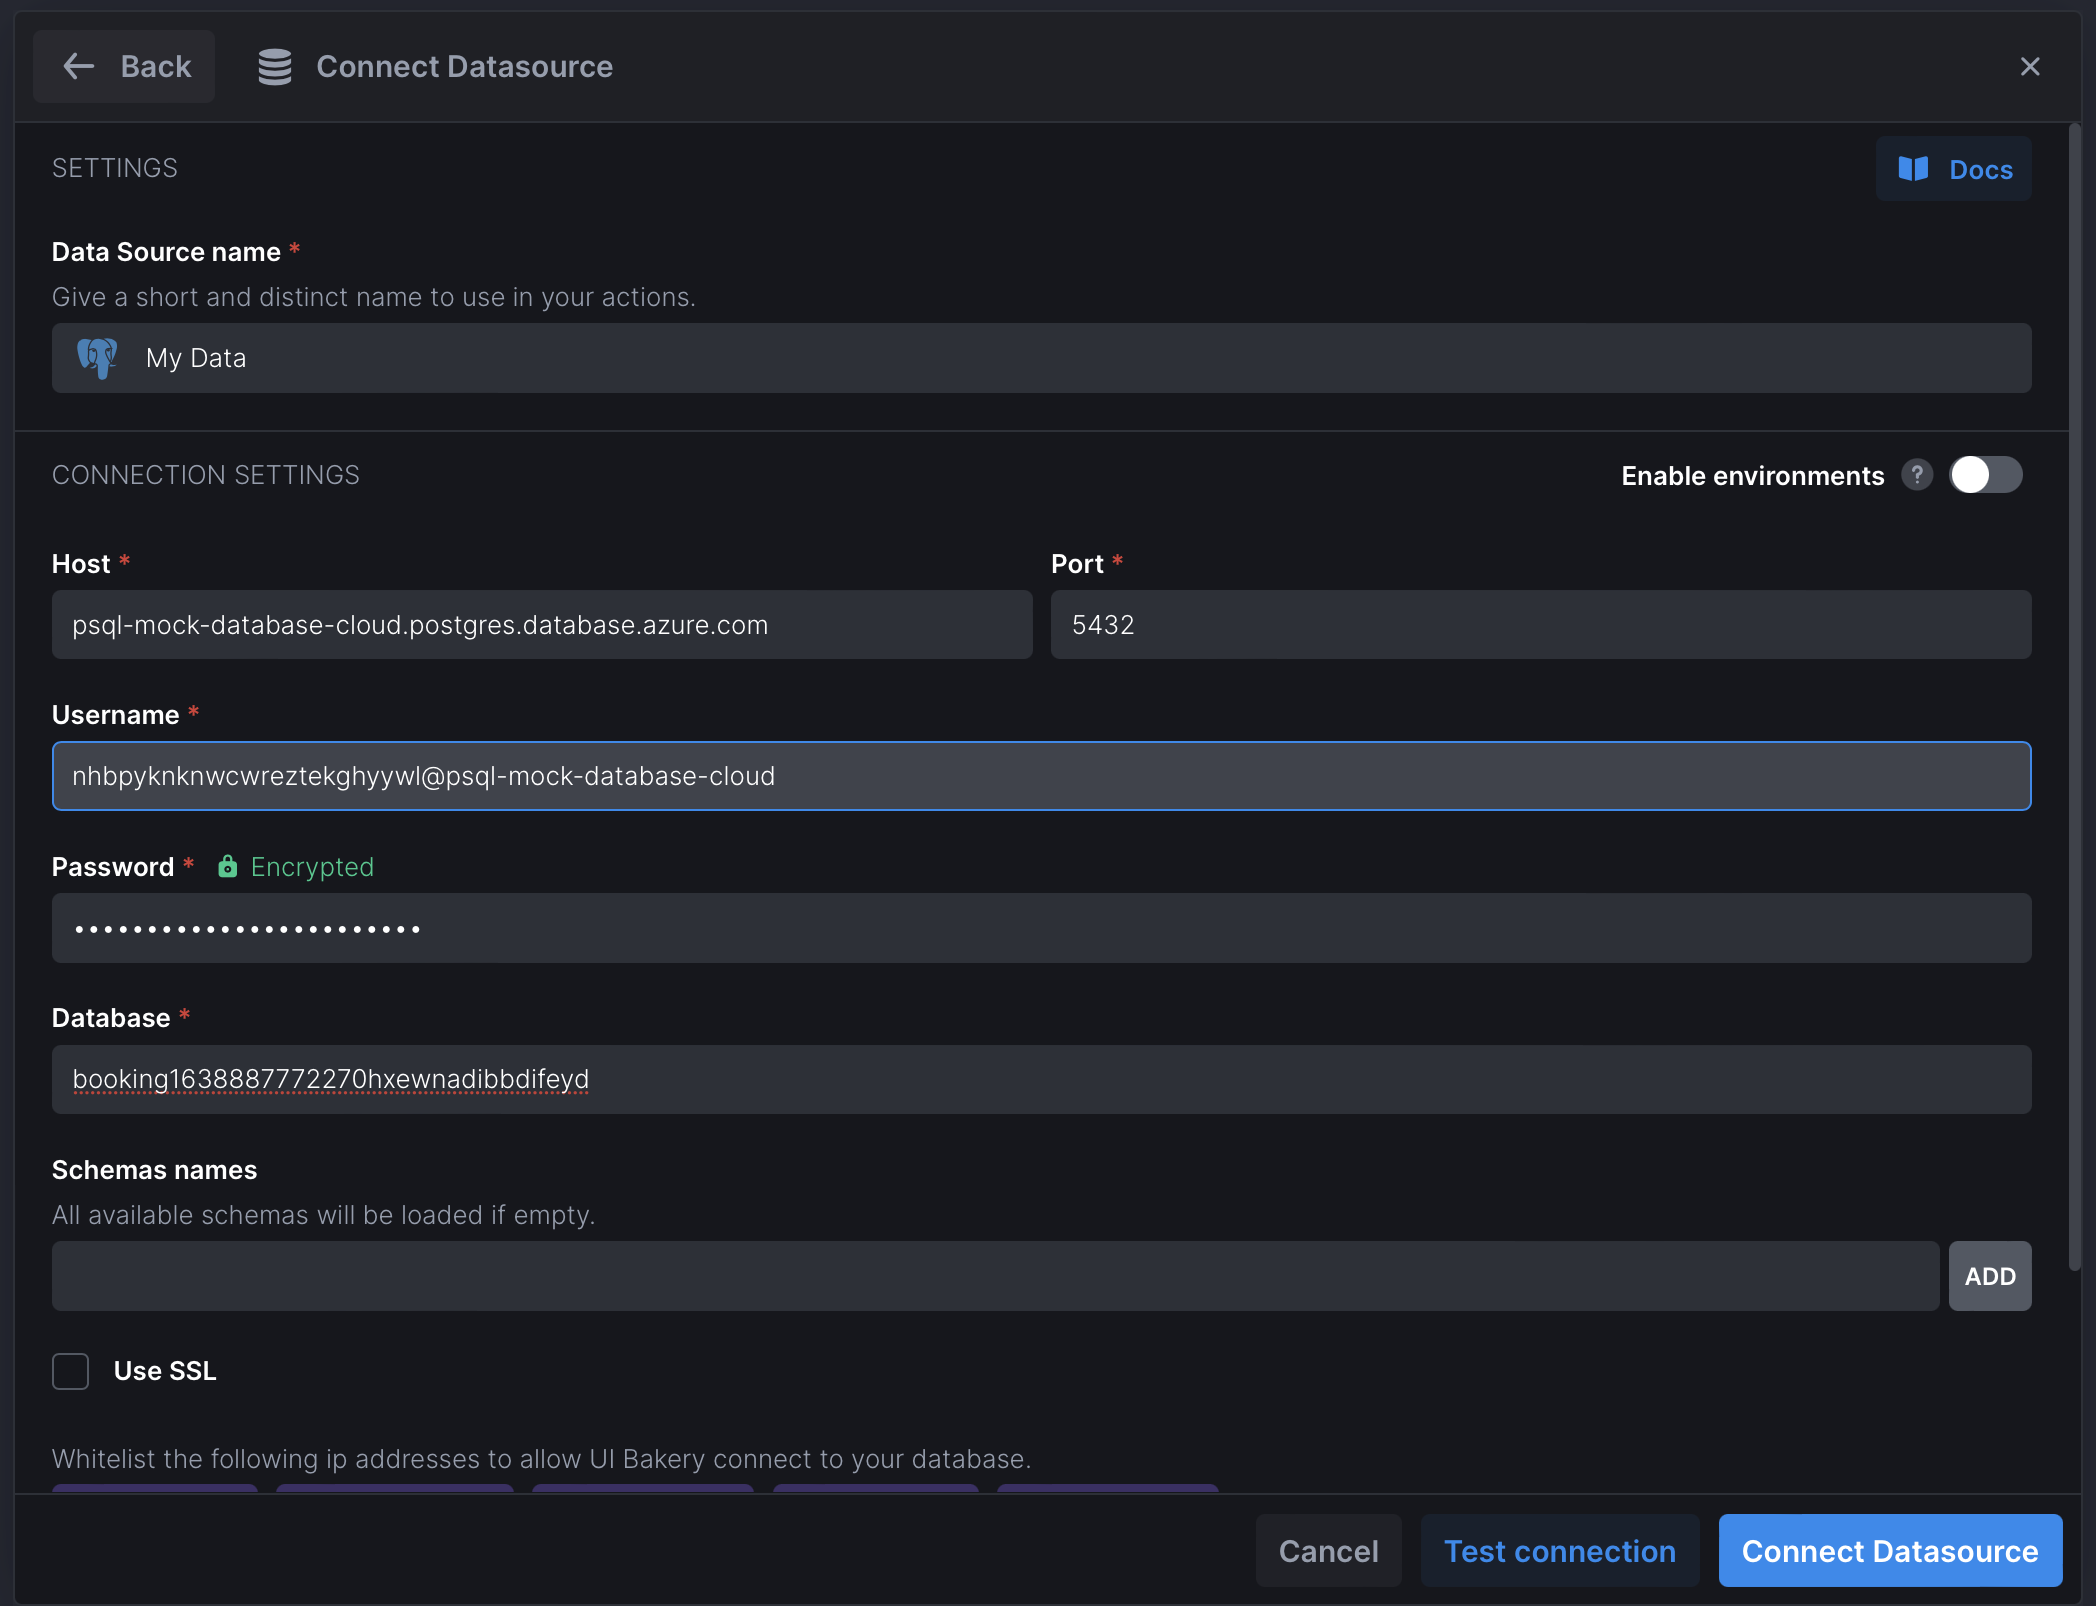 Back
Connect Datasource
SETTINGS
Docs
Data Source name *
Give a short and distinct name to use in your actions.
My Data
CONNECTION SETTINGS
Enable environments ?
Host *
Port *
psql-mock-database-cloud.postgres.database.azure.com
5432
Username *
nhbpyknknwcwreztekghyywl@psql-mock-database-cloud
Password * Encrypted
••••••••••••••••••••••••
Database *
booking1638887772270hxewnadibbdifeyd
Schemas names
All available schemas will be loaded if empty.
ADD
Use SSL
Whitelist the following ip addresses to allow UI Bakery connect to your database.
Cancel
Test connection
Connect Datasource